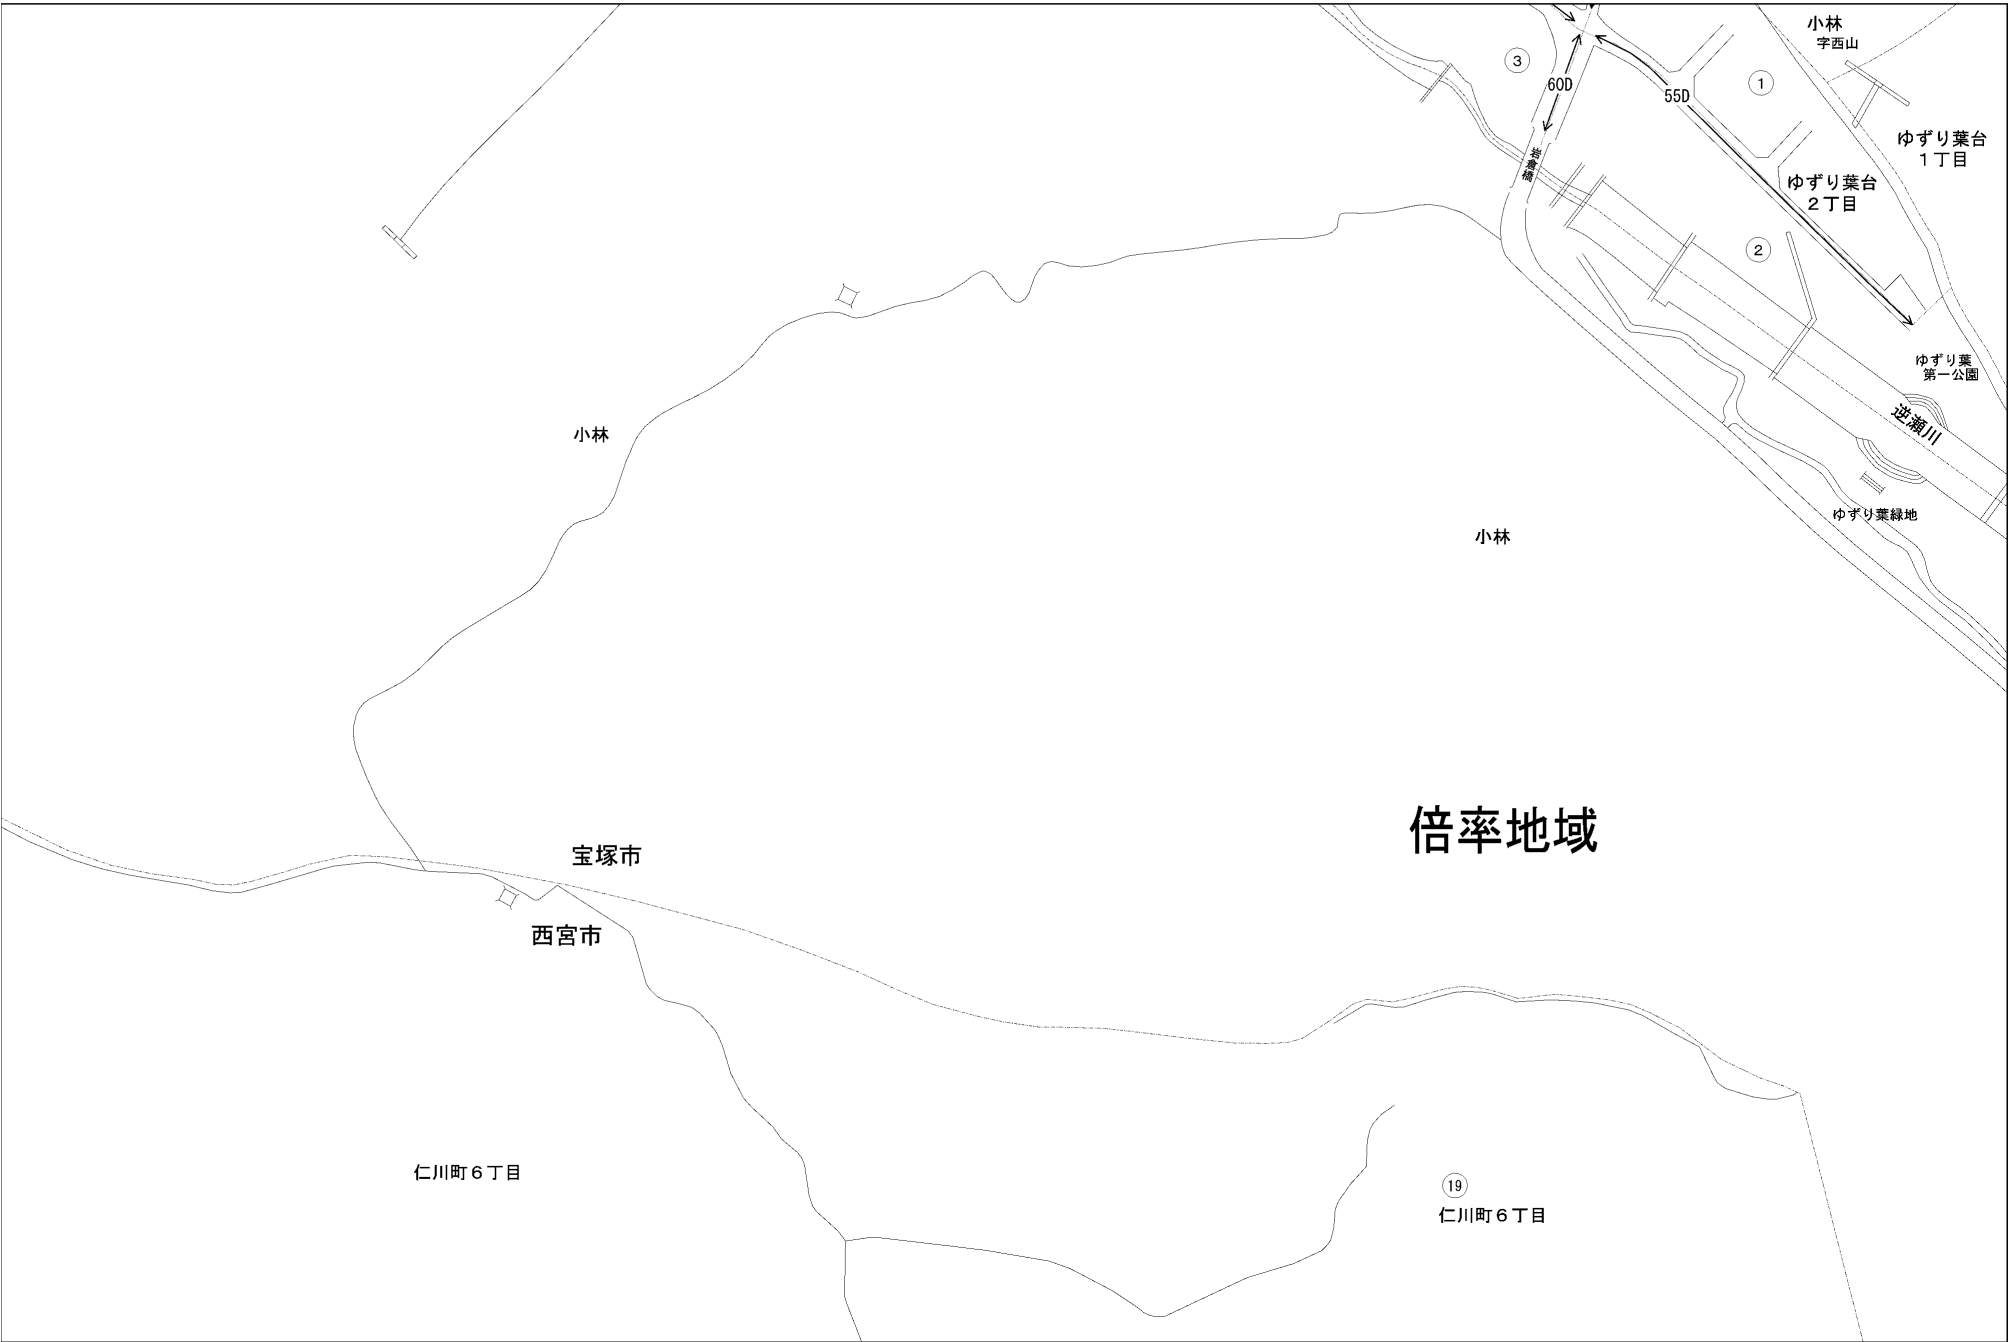 小林
字西山
③
60D
55D
①
ゆずり葉台
1丁目
岩倉橋
ゆずり葉台
2丁目
②
ゆずり葉
第一公園
逆瀬川
小林
ゆずり葉緑地
小林
倍率地域
宝塚市
西宮市
仁川町6丁目
⑲
仁川町6丁目